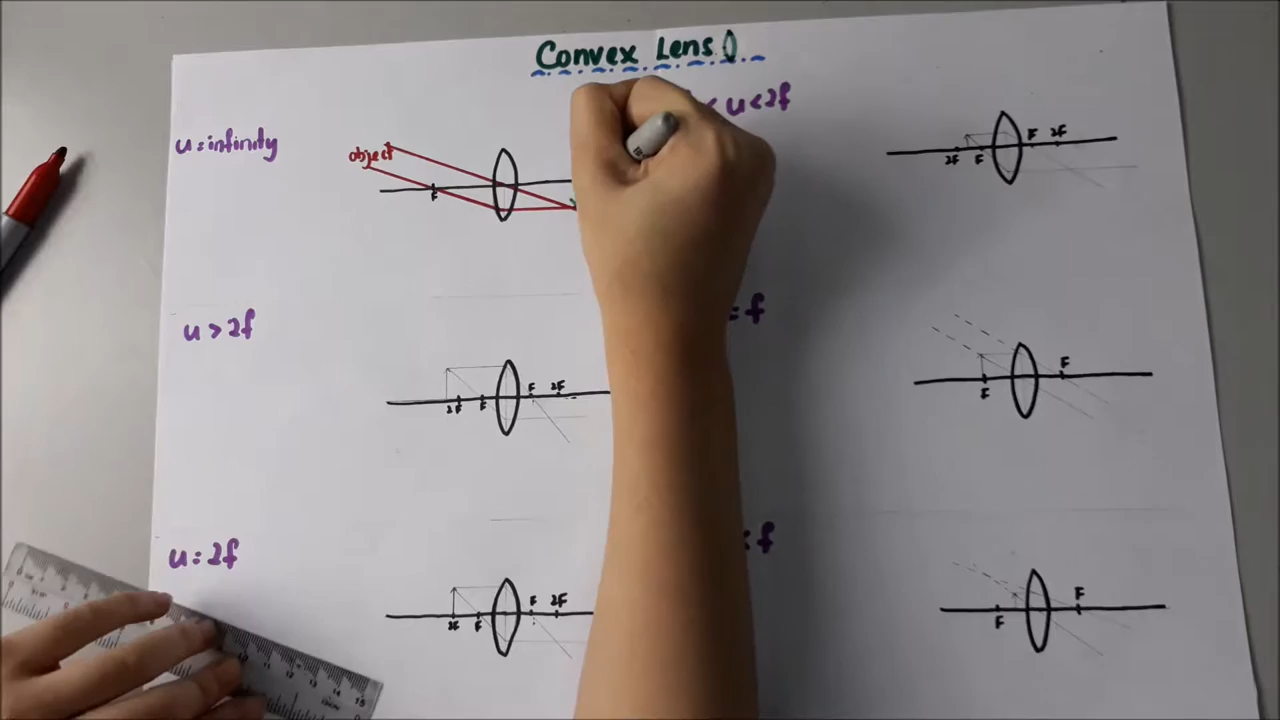 Convex Lens
< u < 2f
u = infinity
object
F
2F
F
F
2F
u > 2f
= f
2F
F
F
2F
F
F
u = 2f
< f
2F
F
F
2F
F
F